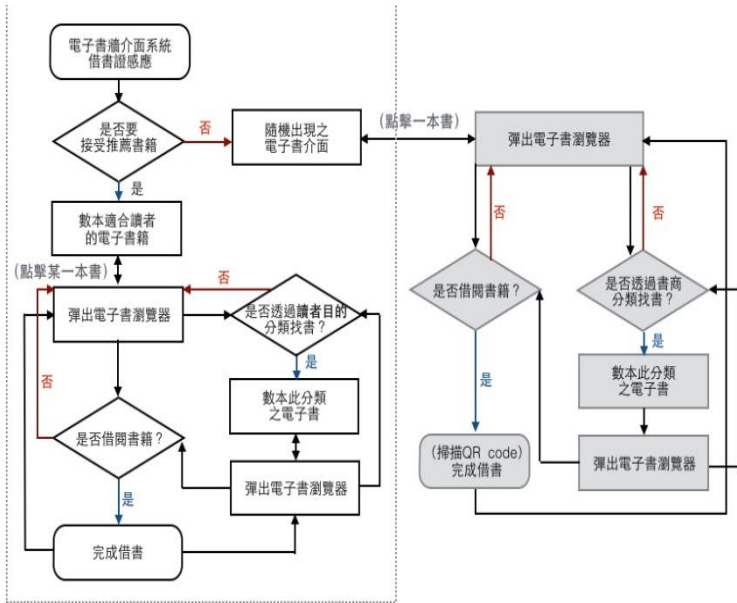 電子書牆介面系統
借書證感應
是否要
接受推薦書籍
否
隨機出現之
電子書介面
(點擊一本書)
彈出電子書瀏覽器
是
數本適合讀者
的電子書籍
(點擊某一本書)
否
彈出電子書瀏覽器
是否透過讀者目的
分類找書？
否
是
數本此分類
之電子書
是否借閱書籍？
彈出電子書瀏覽器
是
完成借書
否
否
是否借閱書籍？
是否透過書商
分類找書？
是
是
數本此分類
之電子書
(掃描QR code)
完成借書
彈出電子書瀏覽器